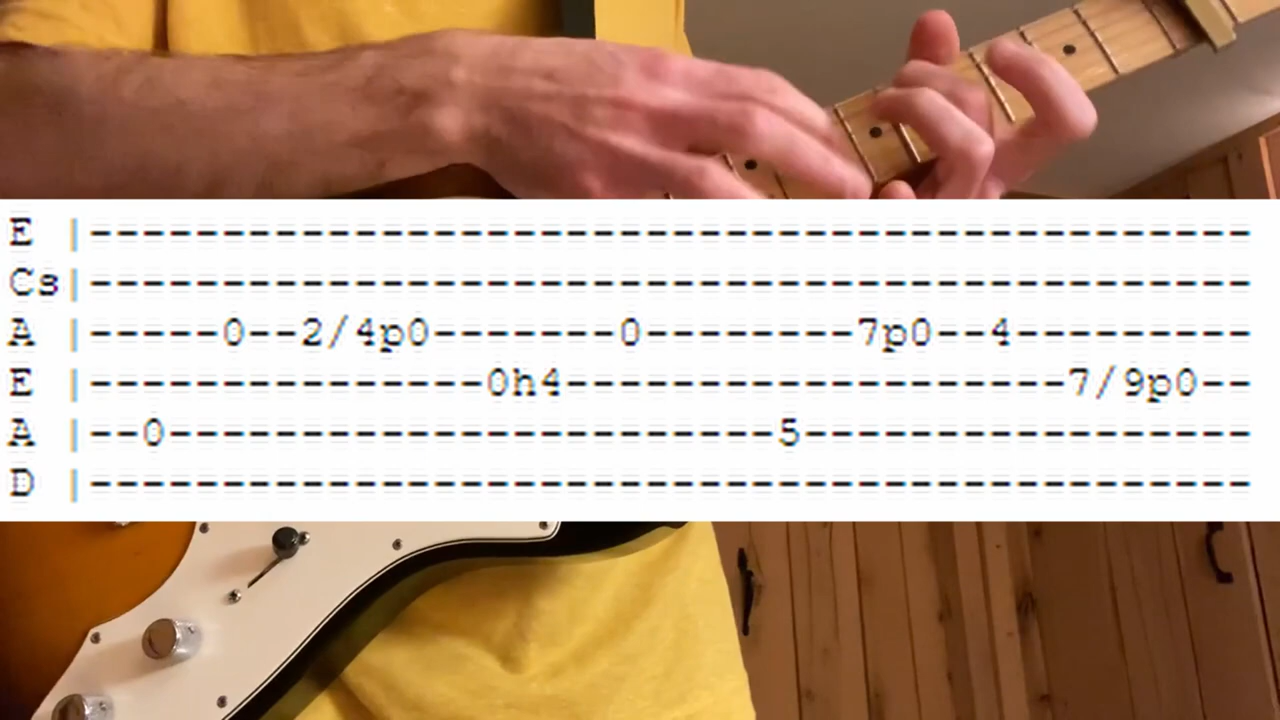 E  |--------------------------------------------
Cs|--------------------------------------------
A  |-----0--2/4p0-------0--------7p0--4---------
E  |---------------0h4-------------------7/9p0--
A  |--0-----------------------5-----------------
D  |--------------------------------------------